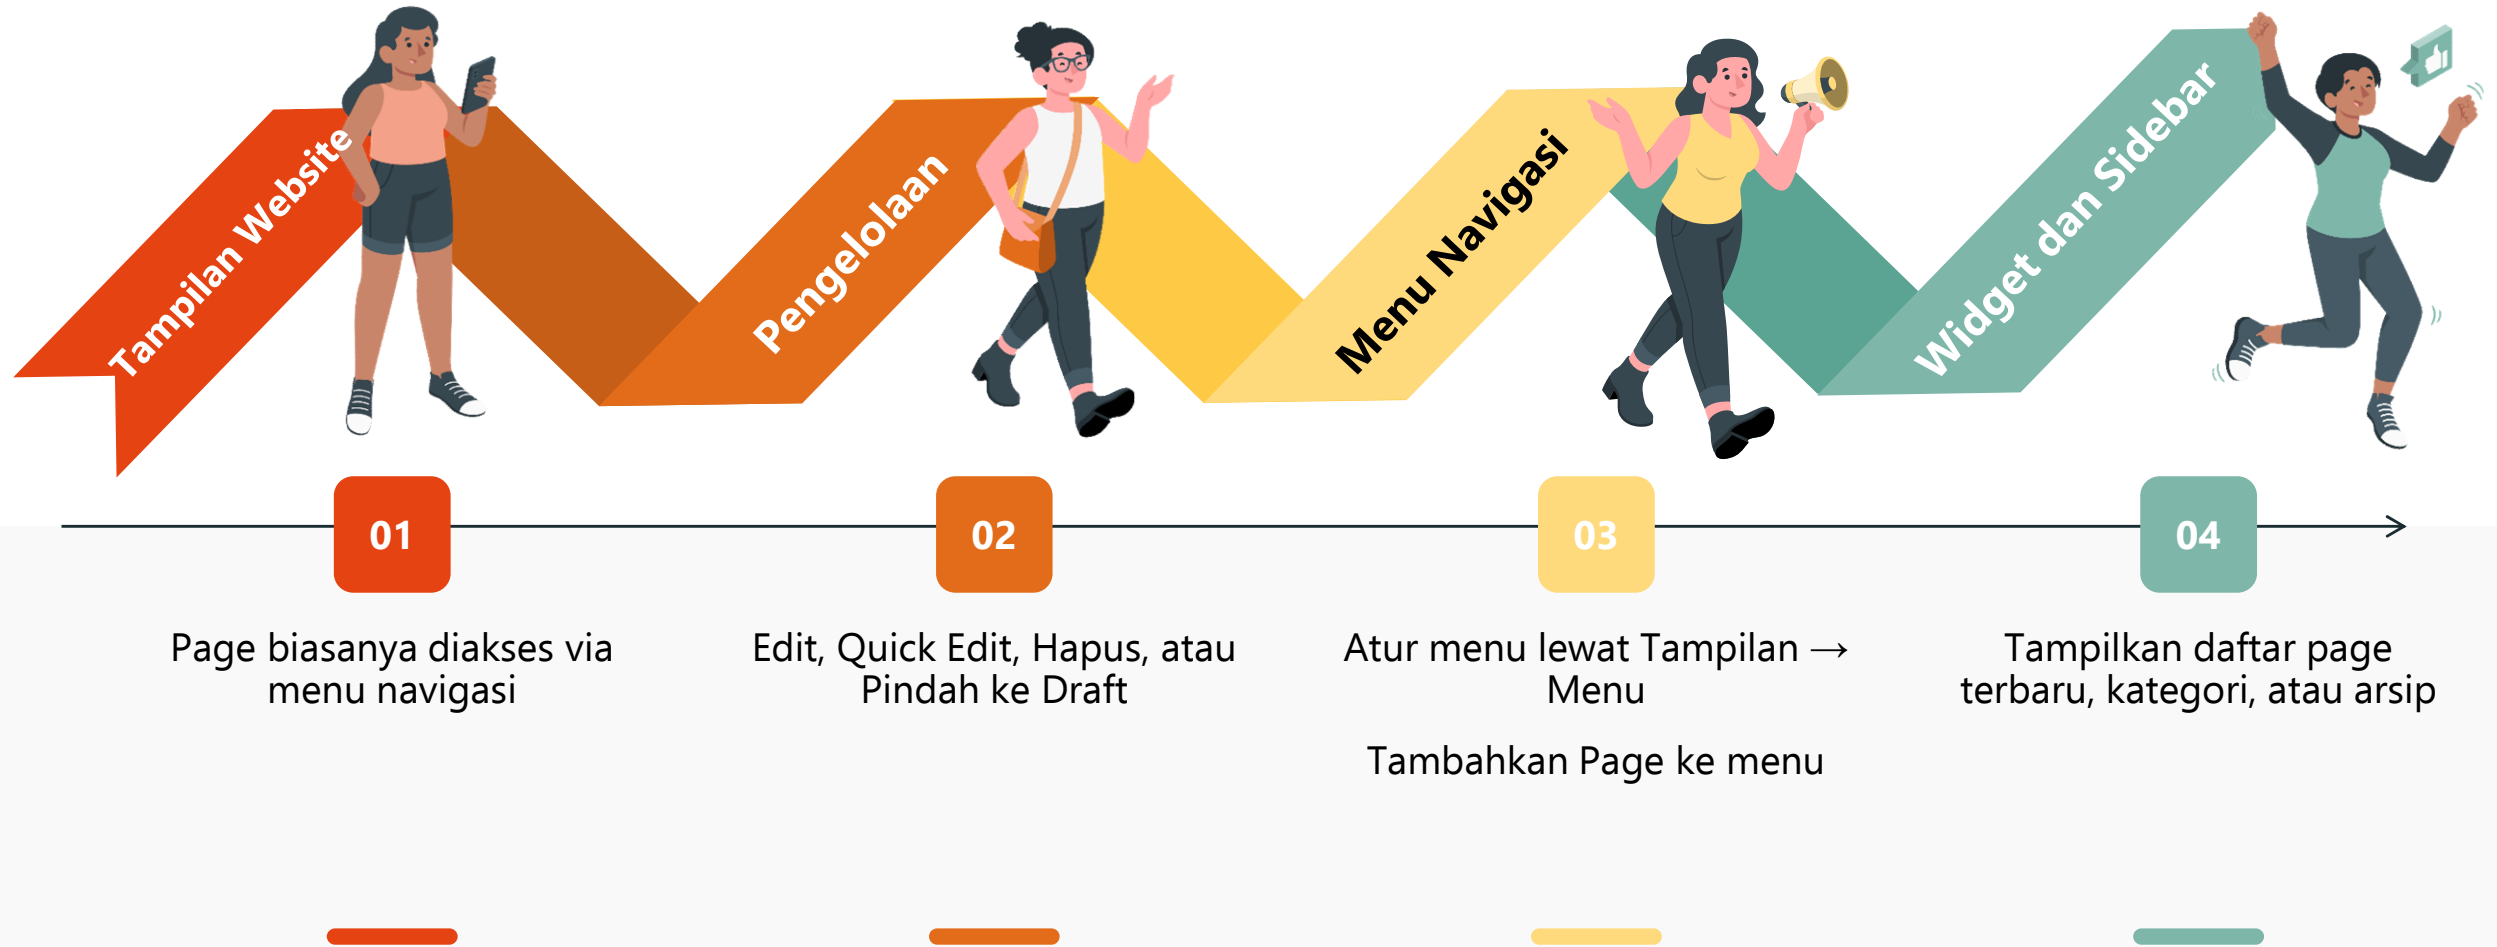 Tampilan Website
Pengelolaan
Menu Navigasi
Widget dan Sidebar
01
02
03
04
Page biasanya diakses via
menu navigasi
Edit, Quick Edit, Hapus, atau
Pindah ke Draft
Atur menu lewat Tampilan →
Menu
Tambahkan Page ke menu
Tampilkan daftar page
terbaru, kategori, atau arsip